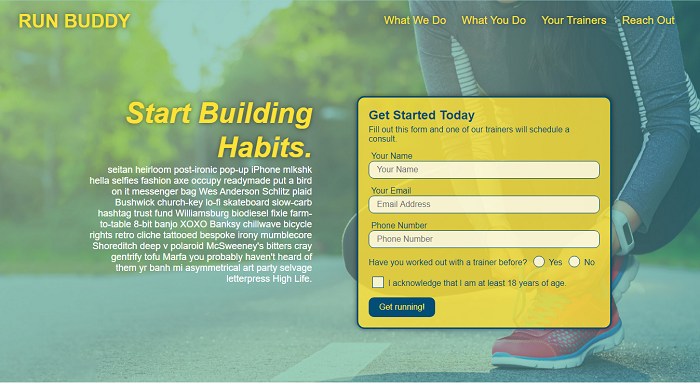 RUN BUDDY
What We Do
What You Do
Your Trainers
Reach Out
Start Building
Habits.
seitan heirloom post-ironic pop-up iPhone mlkshk
hella selfies fashion axe occupy readymade put a bird
on it messenger bag Wes Anderson Schlitz plaid
Bushwick church-key lo-fi skateboard slow-carb
hashtag trust fund Williamsburg biodiesel fixie farm-
to-table 8-bit banjo XOXO Banksy chillwave bicycle
rights retro cliche tattooed bespoke irony mumblecore
Shoreditch deep v polaroid McSweeney's bitters cray
gentrify tofu Marfa you probably haven't heard of
them yr banh mi asymmetrical art party selvage
letterpress High Life.
Get Started Today
Fill out this form and one of our trainers will schedule a
consult.
Your Name
Your Name
Your Email
Email Address
Phone Number
Phone Number
Have you worked out with a trainer before? Yes No
I acknowledge that I am at least 18 years of age.
Get running!